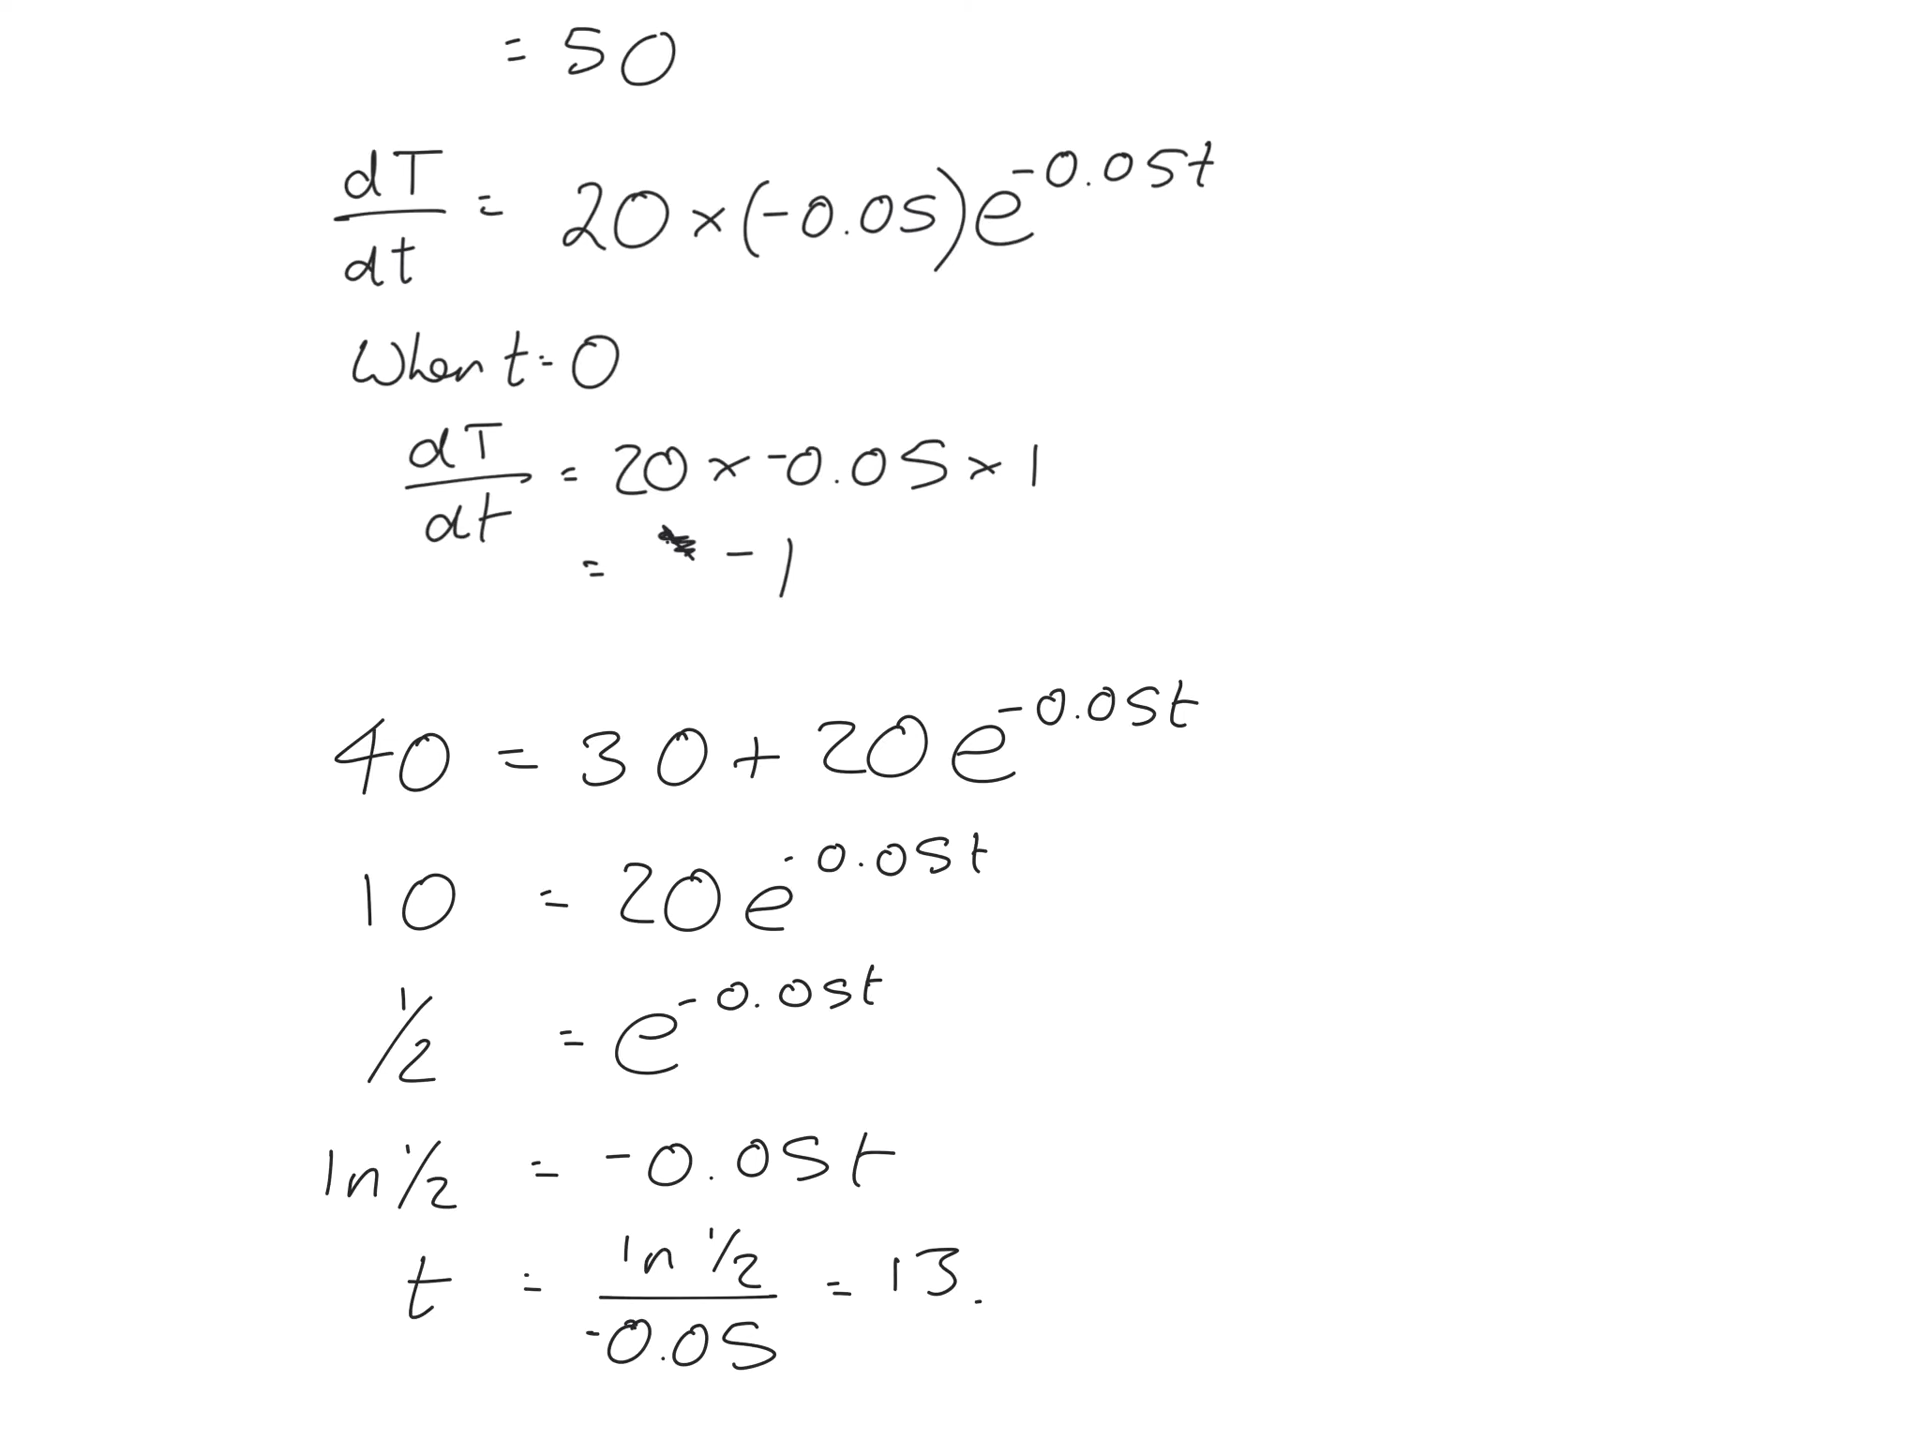 = 50
dT/dt = 20 × (-0.05)e^-0.05t
When t = 0
dT/dt = 20 × -0.05 × 1
= -1
40 = 30 + 20e^-0.05t
10 = 20e^-0.05t
1/2 = e^-0.05t
ln 1/2 = -0.05t
t = ln 1/2 / -0.05 = 13.